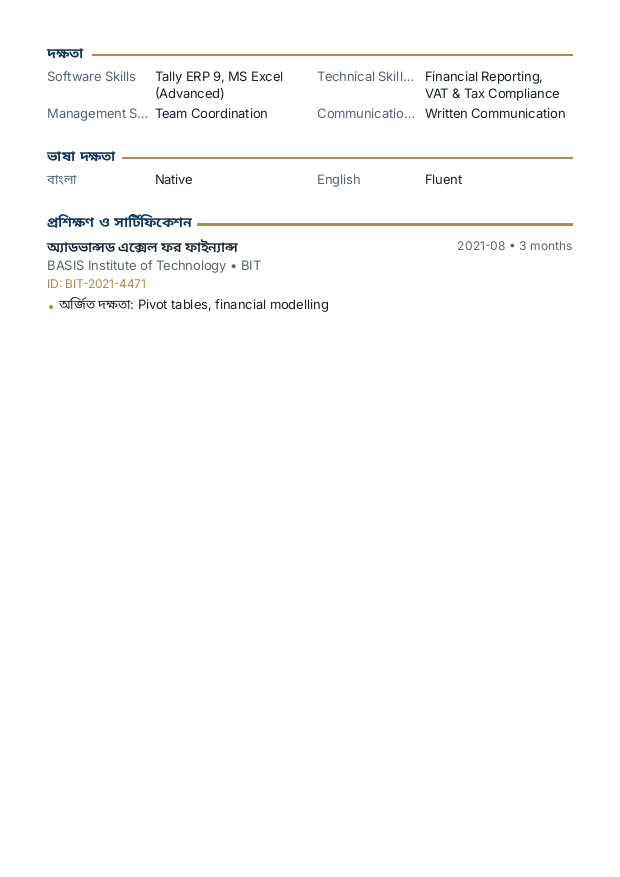 দক্ষতা
Software Skills Tally ERP 9, MS Excel (Advanced) Technical Skill... Financial Reporting, VAT & Tax Compliance
Management S... Team Coordination Communicatio... Written Communication
ভাষা দক্ষতা
বাংলা Native English Fluent
প্রশিক্ষণ ও সার্টিফিকেশন
অ্যাডভান্সড এক্সেল ফর ফাইন্যান্স 2021-08 • 3 months
BASIS Institute of Technology • BIT
ID: BIT-2021-4471
• অর্জিত দক্ষতা: Pivot tables, financial modelling